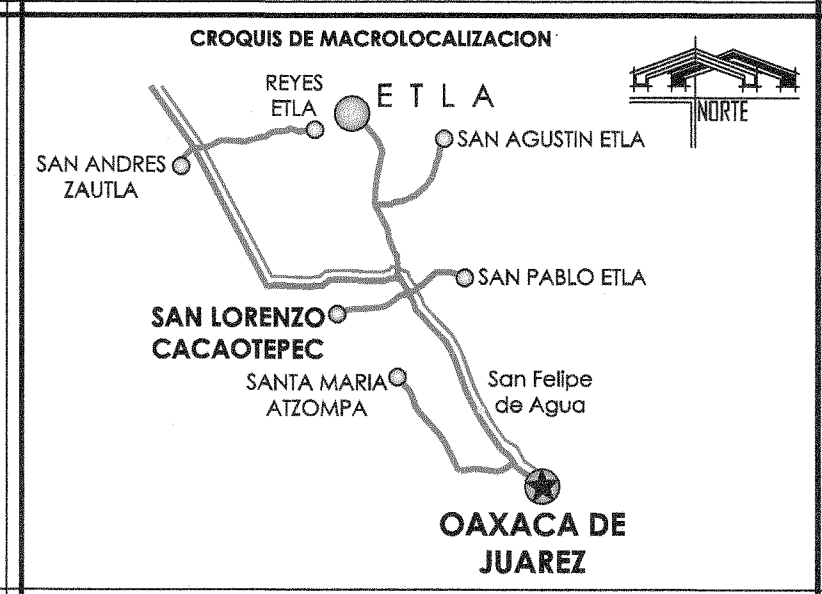 CROQUIS DE MACROLOCALIZACION
REYES
ETLA
ETLA
NORTE
SAN AGUSTIN ETLA
SAN ANDRES
ZAUTLA
SAN PABLO ETLA
SAN LORENZO
CACAOTEPEC
SANTA MARIA
ATZOMPA
San Felipe
de Agua
OAXACA DE
JUAREZ